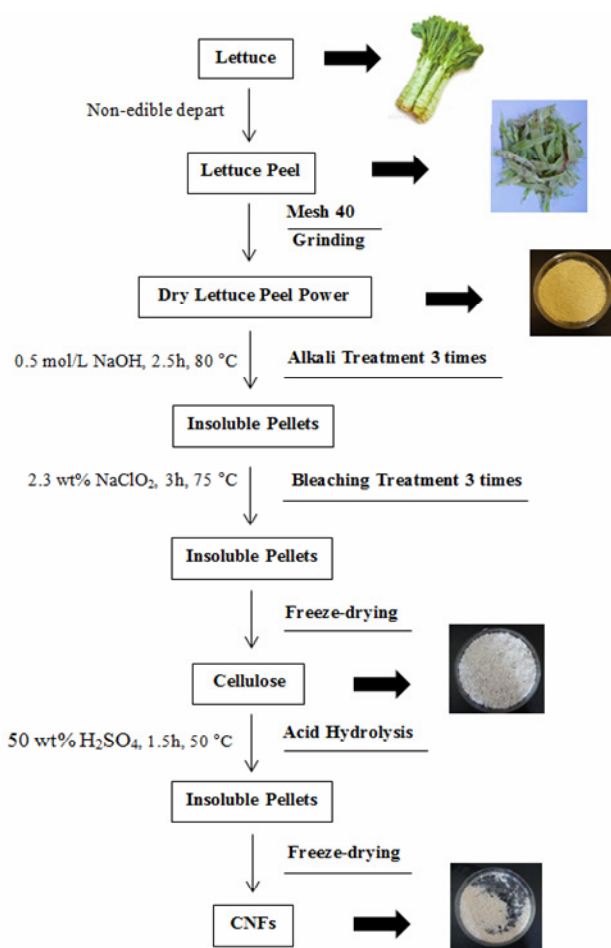 Lettuce
Non-edible depart
Lettuce Peel
Mesh 40
Grinding
Dry Lettuce Peel Power
0.5 mol/L NaOH, 2.5h, 80 °C
Alkali Treatment 3 times
Insoluble Pellets
2.3 wt% NaClO₂, 3h, 75 °C
Bleaching Treatment 3 times
Insoluble Pellets
Freeze-drying
Cellulose
50 wt% H₂SO₄, 1.5h, 50 °C
Acid Hydrolysis
Insoluble Pellets
Freeze-drying
CNFs